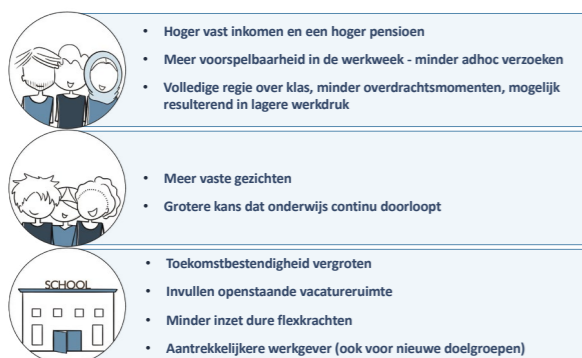 • Hoger vast inkomen en een hoger pensioen
• Meer voorspelbaarheid in de werkweek - minder adhoc verzoeken
• Volledige regie over klas, minder overdrachtsmomenten, mogelijk
resulterend in lagere werkdruk
• Meer vaste gezichten
• Grotere kans dat onderwijs continu doorloopt
SCHOOL
• Toekomstbestendigheid vergroten
• Invullen openstaande vacatureruimte
• Minder inzet dure flexkrachten
• Aantrekkelijkere werkgever (ook voor nieuwe doelgroepen)